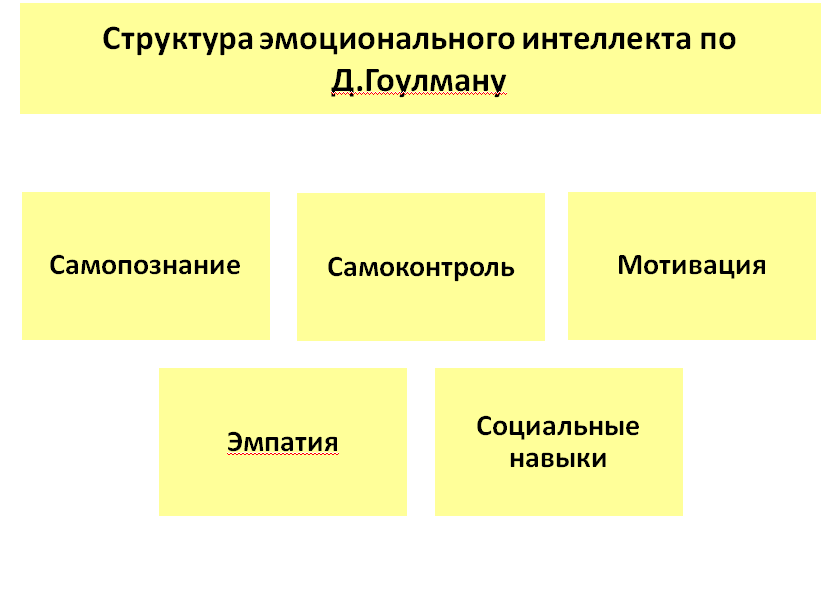 Структура эмоционального интеллекта по
Д.Гоулману
Самопознание
Самоконтроль
Мотивация
Эмпатия
Социальные
навыки